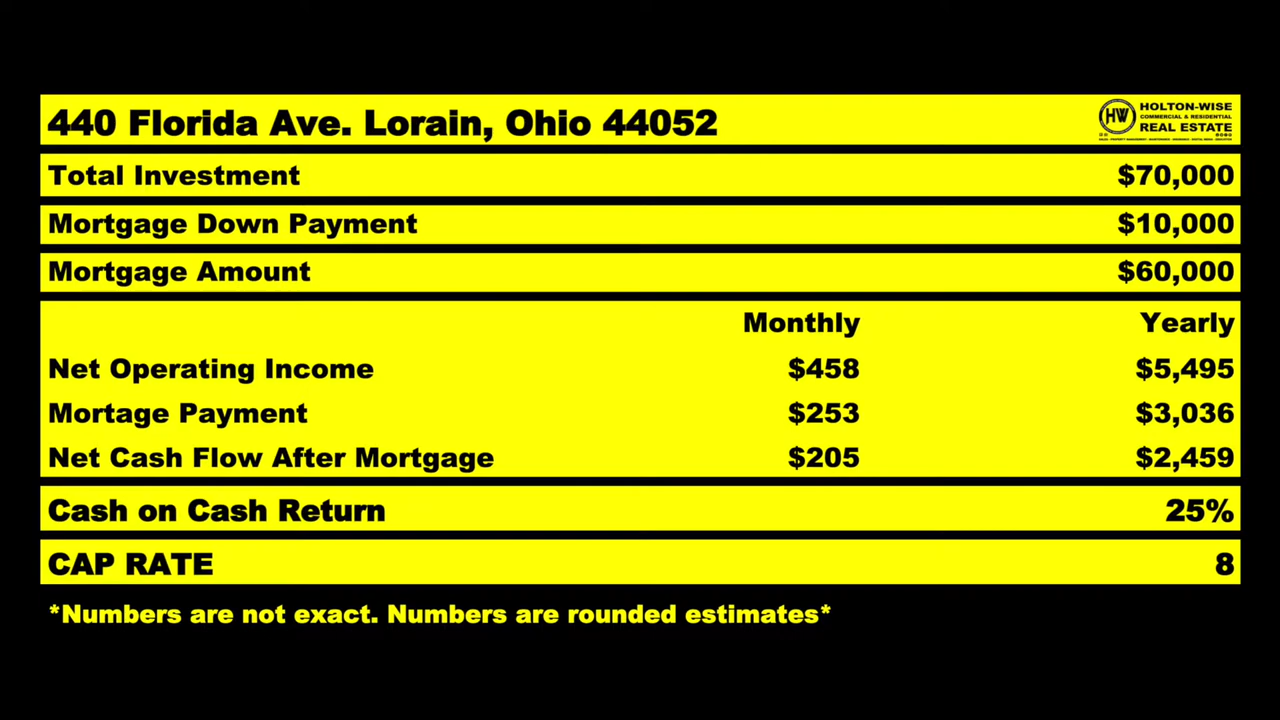 440 Florida Ave. Lorain, Ohio 44052
HOLTON-WISE
COMMERCIAL & RESIDENTIAL
REAL ESTATE
Total Investment $70,000
Mortgage Down Payment $10,000
Mortgage Amount $60,000
Monthly Yearly
Net Operating Income $458 $5,495
Mortage Payment $253 $3,036
Net Cash Flow After Mortgage $205 $2,459
Cash on Cash Return 25%
CAP RATE 8
*Numbers are not exact. Numbers are rounded estimates*